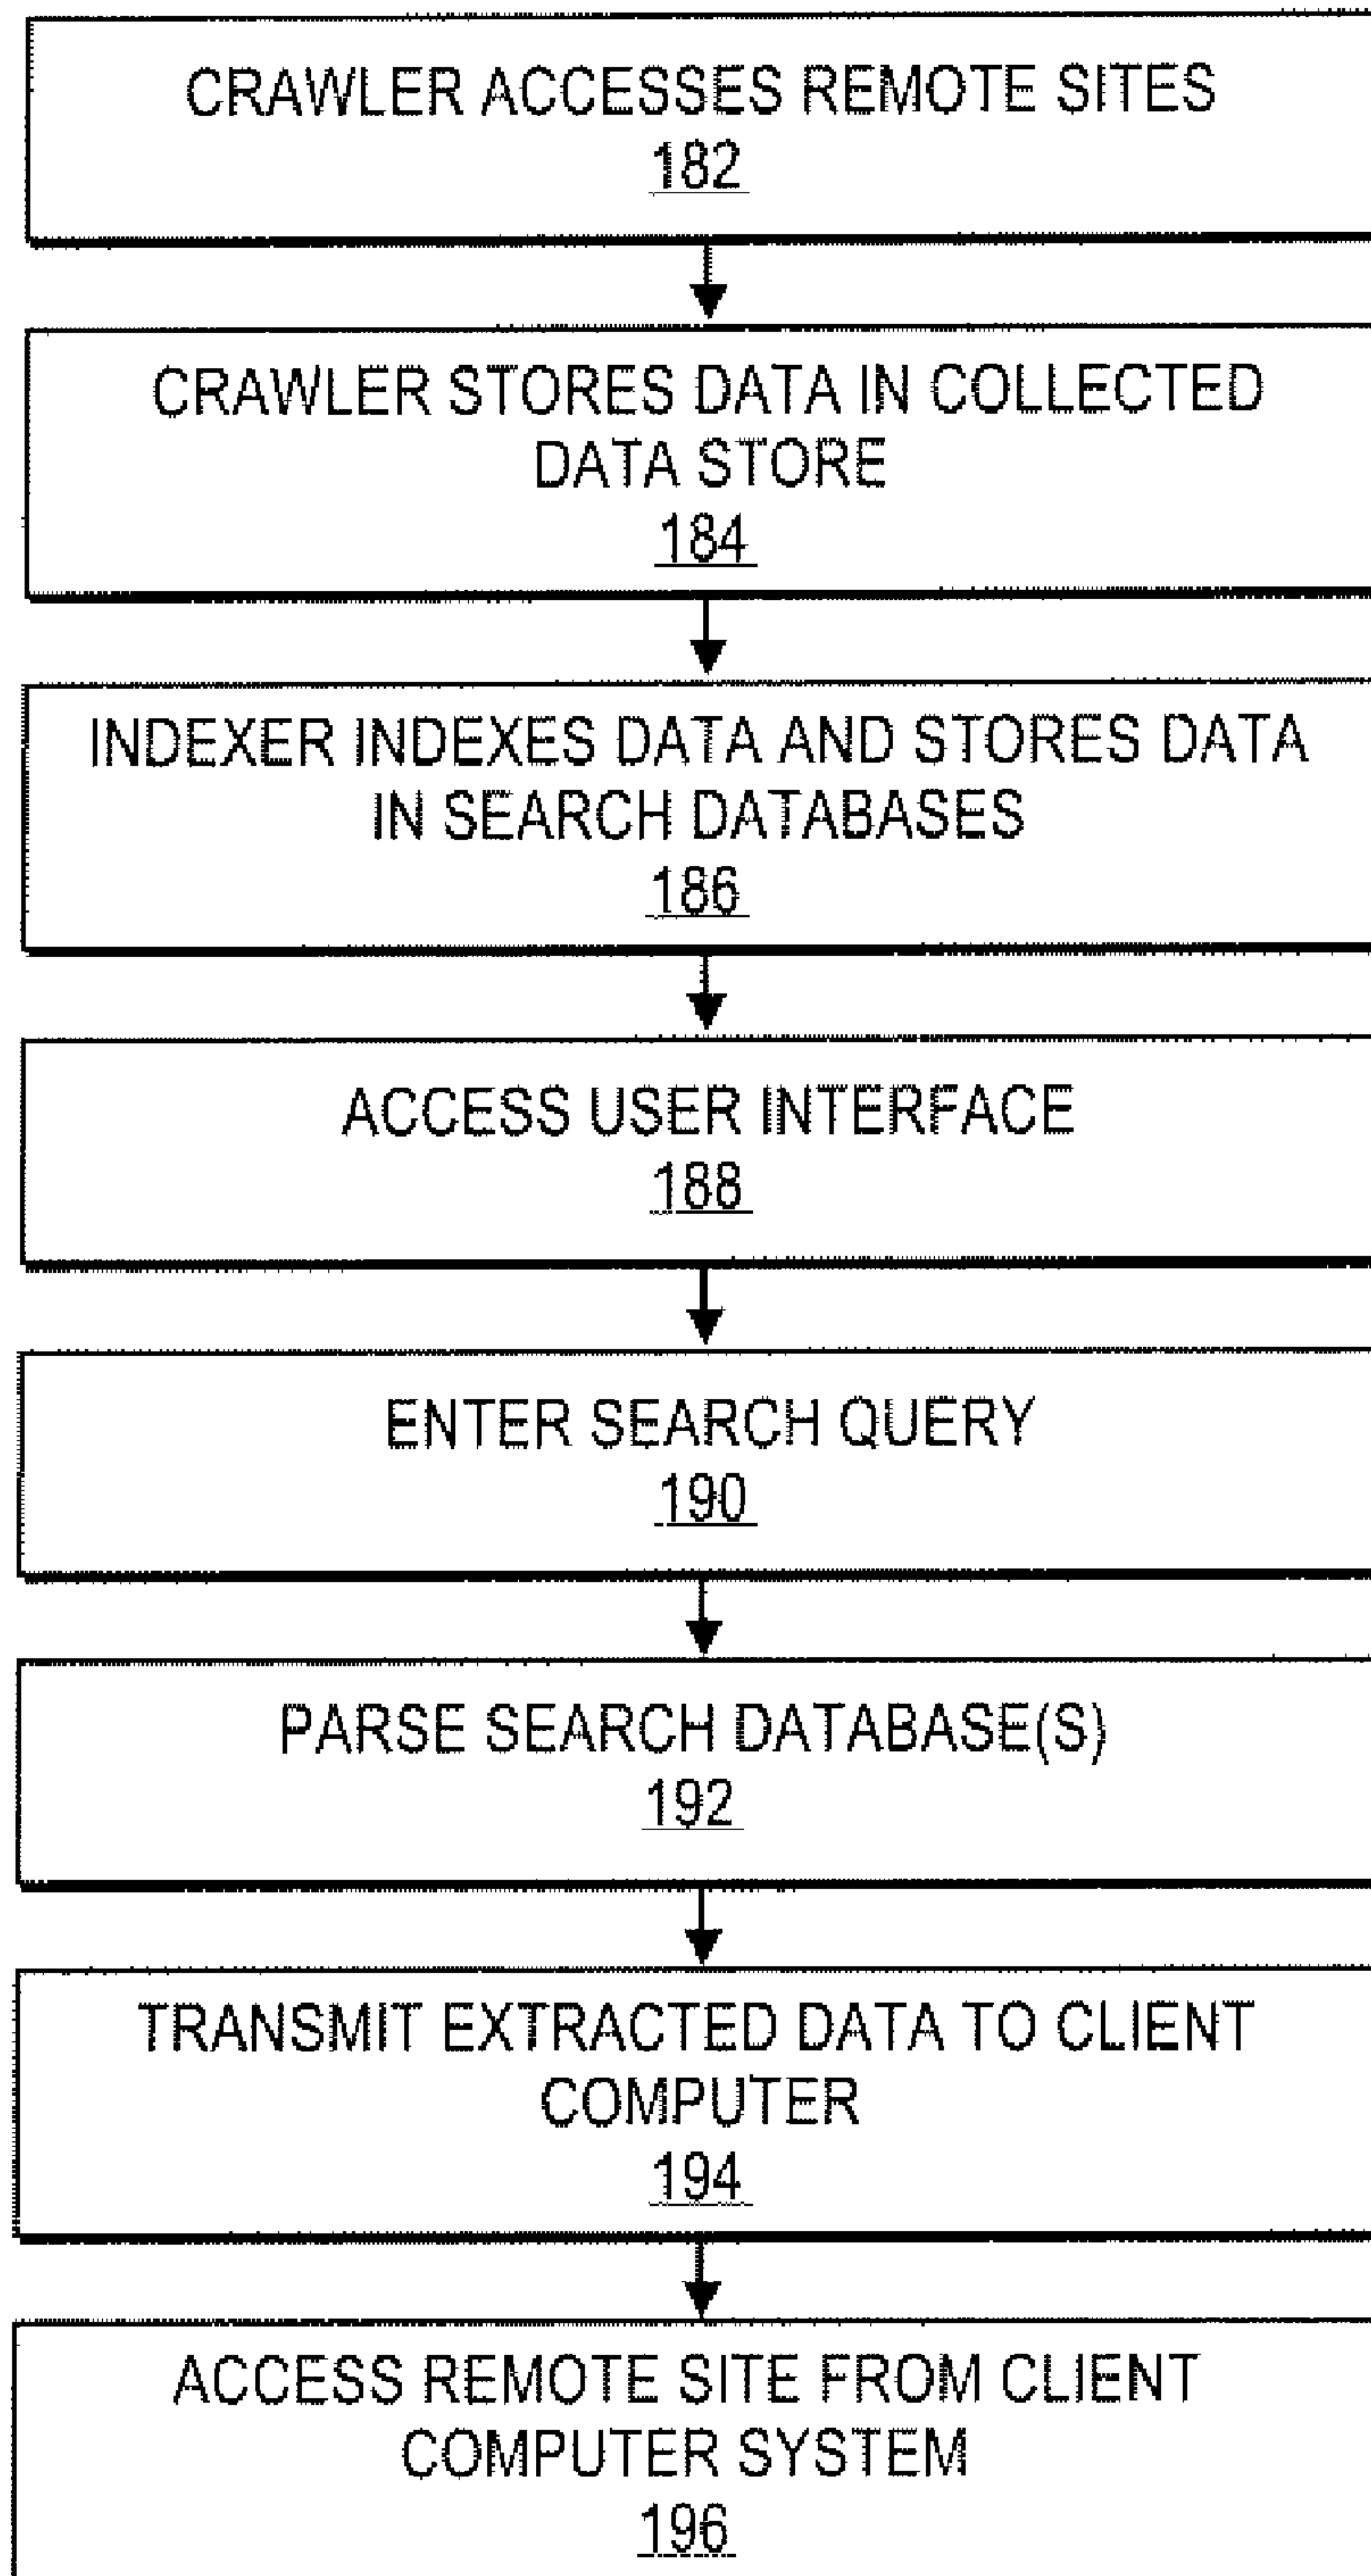 CRAWLER ACCESSES REMOTE SITES
182
CRAWLER STORES DATA IN COLLECTED
DATA STORE
184
INDEXER INDEXES DATA AND STORES DATA
IN SEARCH DATABASES
186
ACCESS USER INTERFACE
188
ENTER SEARCH QUERY
190
PARSE SEARCH DATABASE(S)
192
TRANSMIT EXTRACTED DATA TO CLIENT
COMPUTER
194
ACCESS REMOTE SITE FROM CLIENT
COMPUTER SYSTEM
196